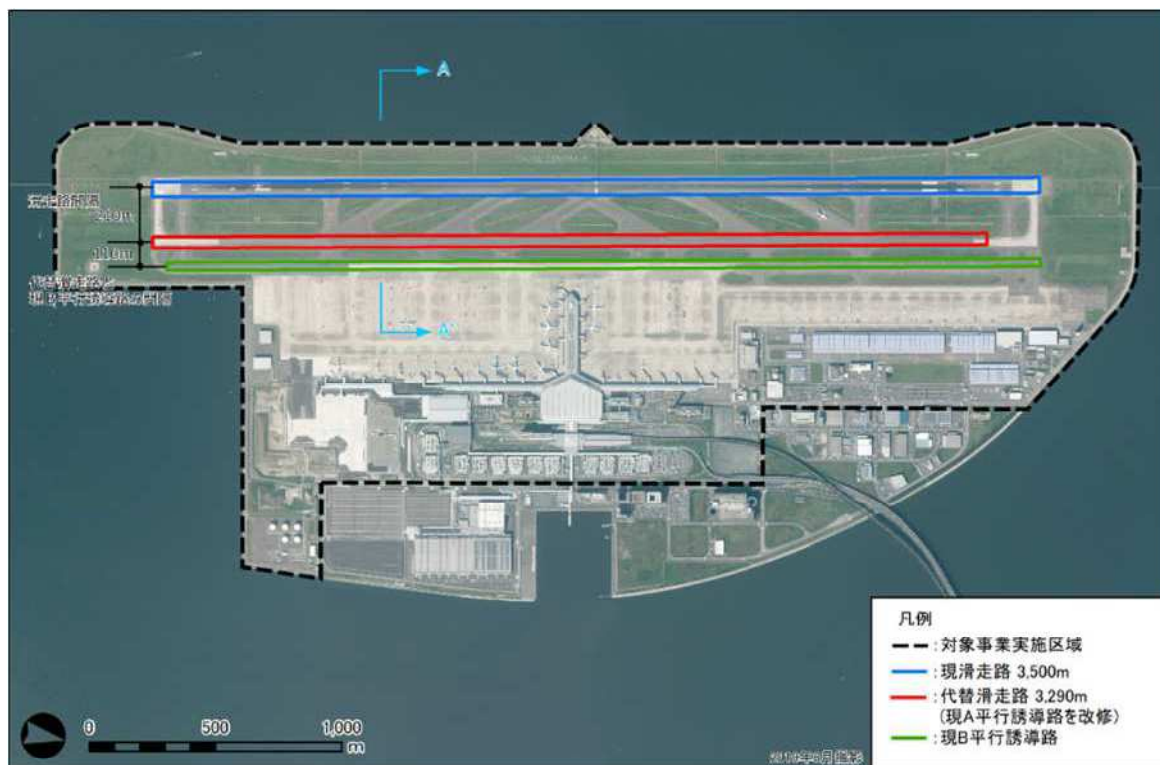 A
滑走路間隔
210m
110m
代替滑走路と
現B平行誘導路の間隔
A'
凡例
:対象事業実施区域
:現滑走路 3,500m
:代替滑走路 3,290m
(現A平行誘導路を改修)
:現B平行誘導路
0 500 1,000
m